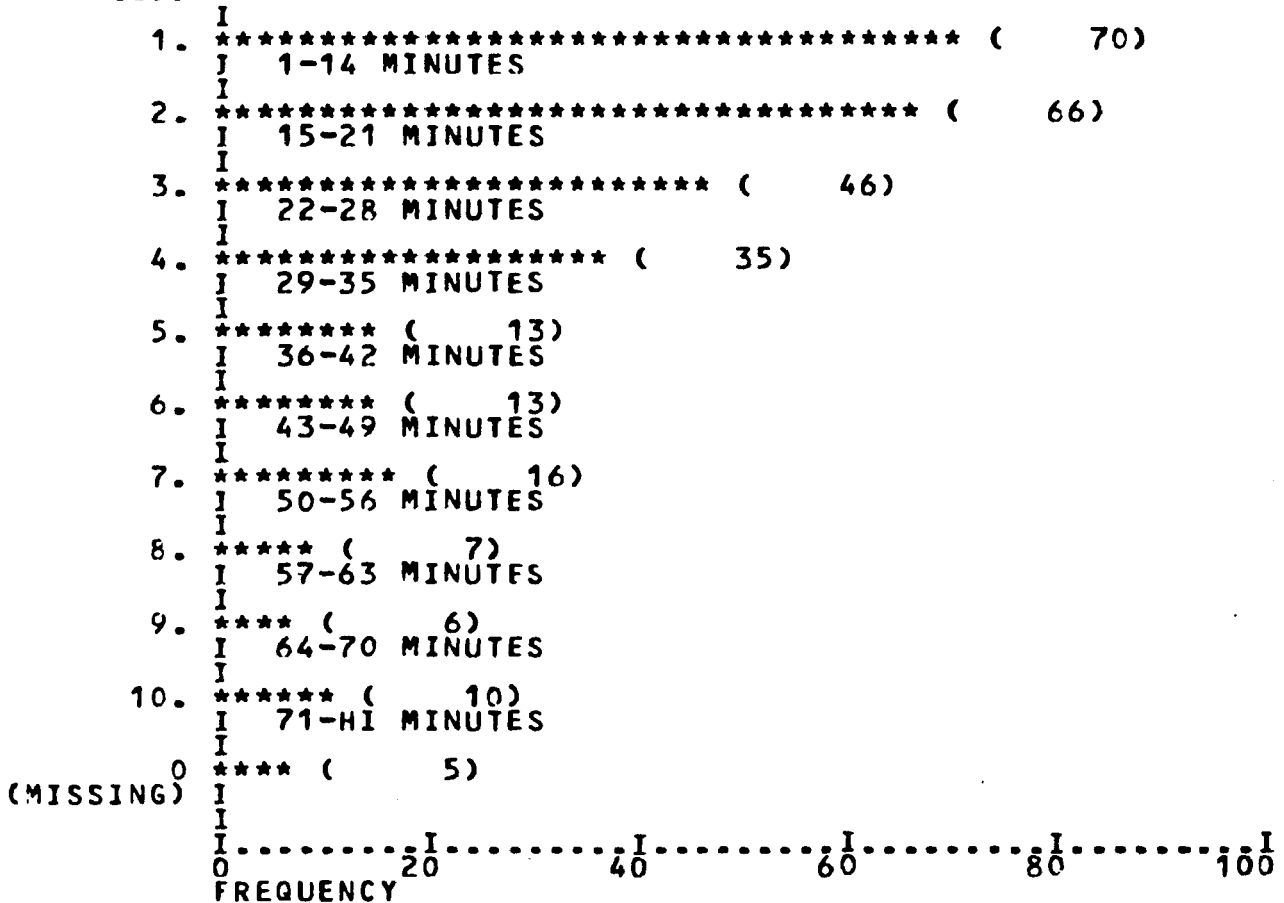 I
1. ************************************ ( 70)
I 1-14 MINUTES
I
2. ********************************** ( 66)
I 15-21 MINUTES
I
3. ************************ ( 46)
I 22-28 MINUTES
I
4. ******************* ( 35)
I 29-35 MINUTES
I
5. ******** ( 13)
I 36-42 MINUTES
I
6. ******** ( 13)
I 43-49 MINUTES
I
7. ********* ( 16)
I 50-56 MINUTES
I
8. ***** ( 7)
I 57-63 MINUTES
I
9. **** ( 6)
I 64-70 MINUTES
I
10. ****** ( 10)
I 71-HI MINUTES
I
0 **** ( 5)
(MISSING) I
I
I.........I.........I.........I.........I.........I
0 20 40 60 80 100
FREQUENCY